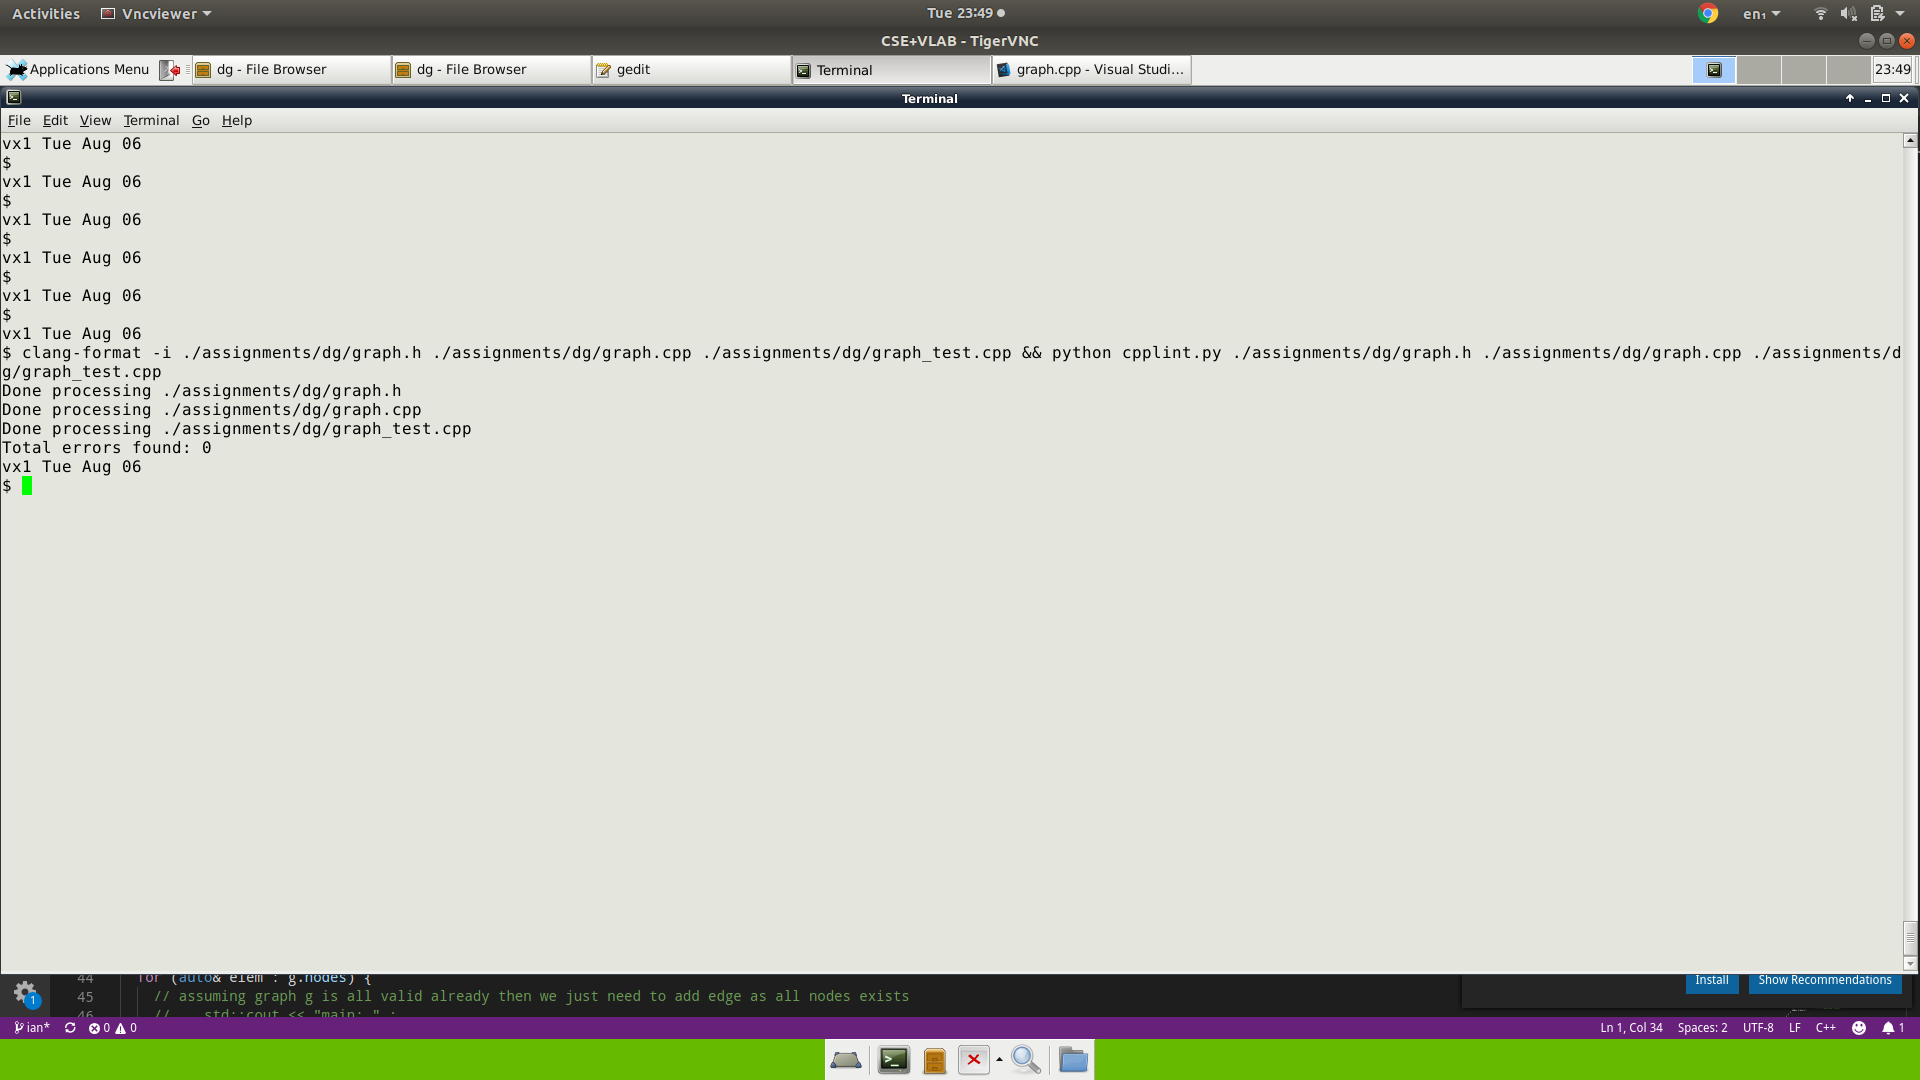 Activities Vncviewer Tue 23:49 en₁
CSE+VLAB - TigerVNC
Applications Menu dg - File Browser dg - File Browser gedit Terminal graph.cpp - Visual Studi... 23:49
Terminal
File Edit View Terminal Go Help
vx1 Tue Aug 06
$
vx1 Tue Aug 06
$
vx1 Tue Aug 06
$
vx1 Tue Aug 06
$
vx1 Tue Aug 06
$
vx1 Tue Aug 06
$ clang-format -i ./assignments/dg/graph.h ./assignments/dg/graph.cpp ./assignments/dg/graph_test.cpp && python cpplint.py ./assignments/dg/graph.h ./assignments/dg/graph.cpp ./assignments/d
g/graph_test.cpp
Done processing ./assignments/dg/graph.h
Done processing ./assignments/dg/graph.cpp
Done processing ./assignments/dg/graph_test.cpp
Total errors found: 0
vx1 Tue Aug 06
$
44 for (auto& elem : g.nodes) {
Install Show Recommendations
1 45 // assuming graph g is all valid already then we just need to add edge as all nodes exists
46 // std::cout << "main: " :
ian* 0 0 Ln 1, Col 34 Spaces: 2 UTF-8 LF C++ 1